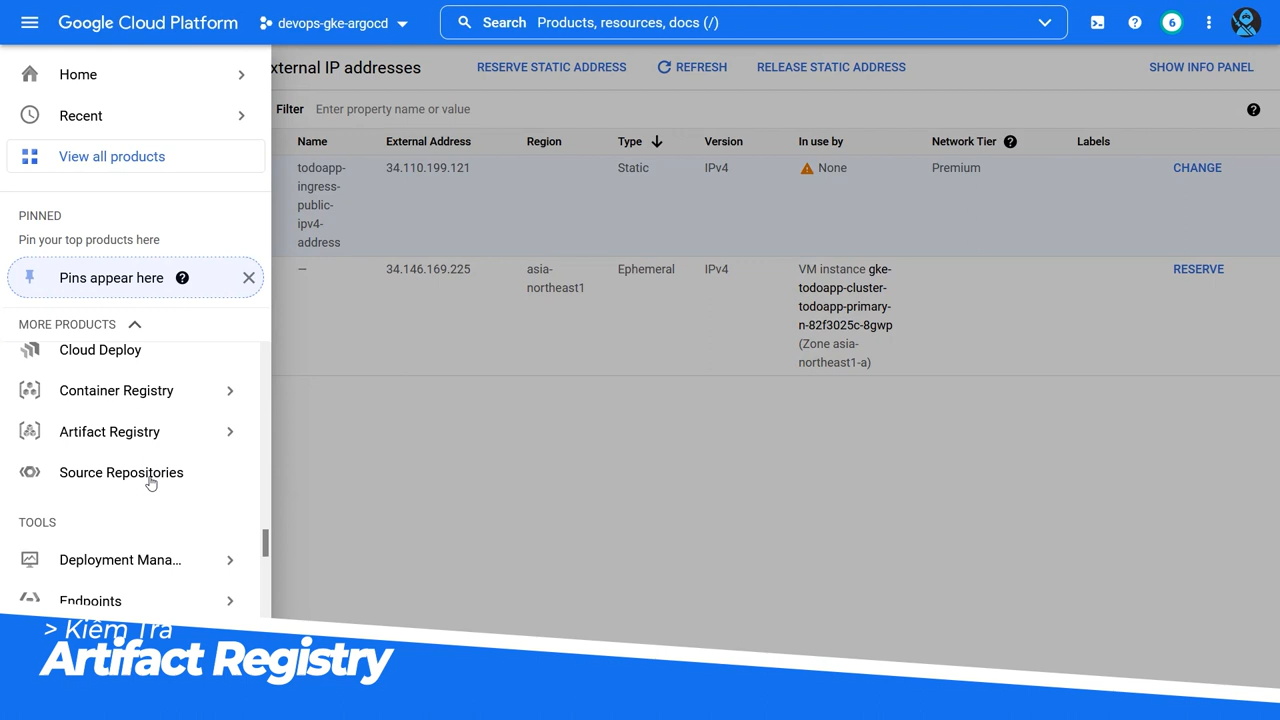 Google Cloud Platform
devops-gke-argocd
Search Products, resources, docs (/)
6
Home
Recent
View all products
PINNED
Pin your top products here
Pins appear here
MORE PRODUCTS
Cloud Deploy
Container Registry
Artifact Registry
Source Repositories
TOOLS
Deployment Mana...
Endpoints
xternal IP addresses
RESERVE STATIC ADDRESS
REFRESH
RELEASE STATIC ADDRESS
SHOW INFO PANEL
Filter Enter property name or value
Name External Address Region Type Version In use by Network Tier Labels
todoapp-
ingress-
public-
ipv4-
address
34.110.199.121
Static
IPv4
None
Premium
CHANGE
—
34.146.169.225
asia-
northeast1
Ephemeral
IPv4
VM instance gke-
todoapp-cluster-
todoapp-primary-
n-82f3025c-8gwp
(Zone asia-
northeast1-a)
RESERVE
> Kiểm Tra
Artifact Registry